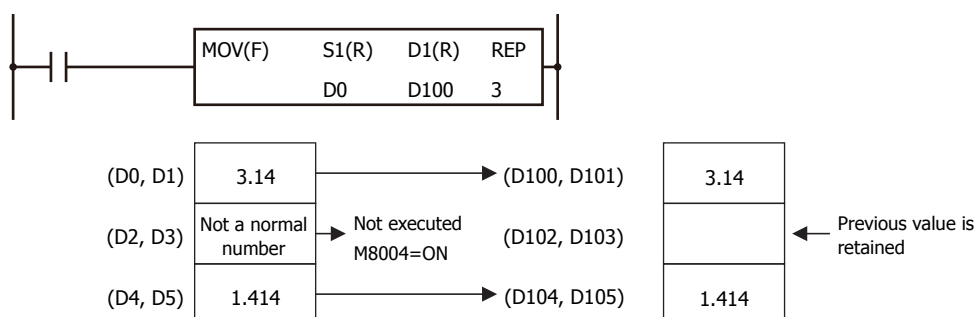 MOV(F) S1(R) D1(R) REP
D0 D100 3
(D0, D1) 3.14 (D100, D101) 3.14
(D2, D3) Not a normal number Not executed M8004=ON (D102, D103) Previous value is retained
(D4, D5) 1.414 (D104, D105) 1.414